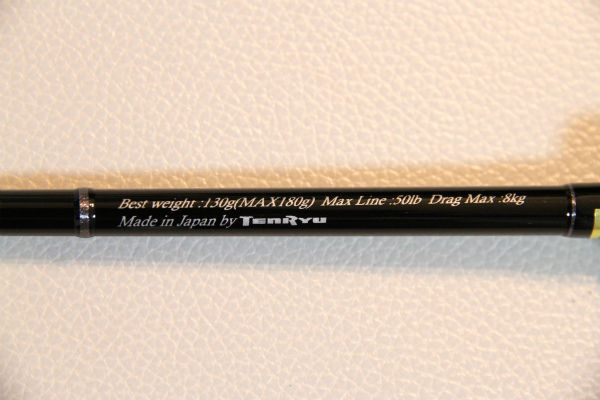 Best weight :130g(MAX180g) Max Line :50lb Drag Max :8kg
Made in Japan by TENRYU